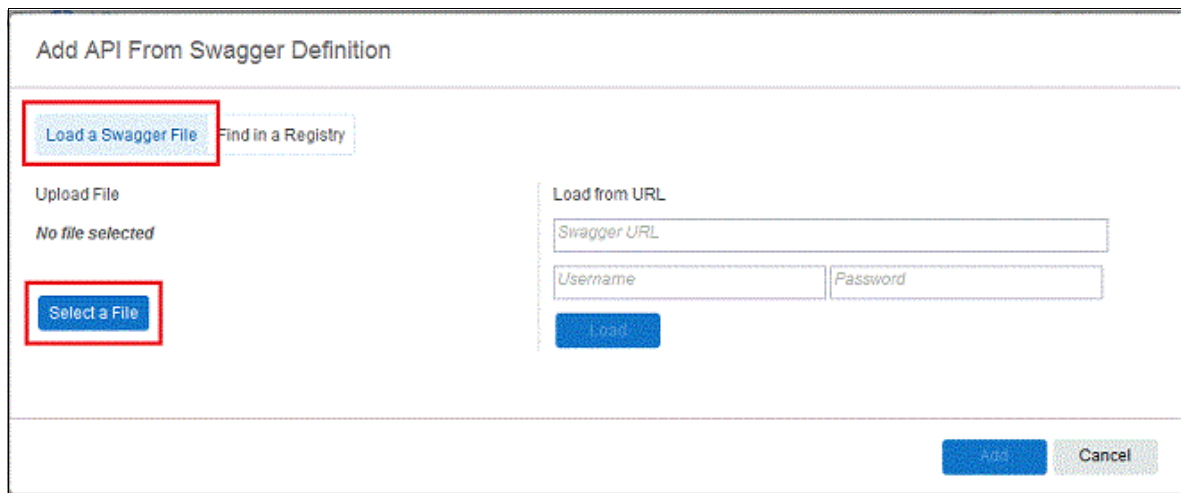 Add API From Swagger Definition
Load a Swagger File Find in a Registry
Upload File
No file selected
Select a File
Load from URL
Swagger URL
Username Password
Load
Add Cancel